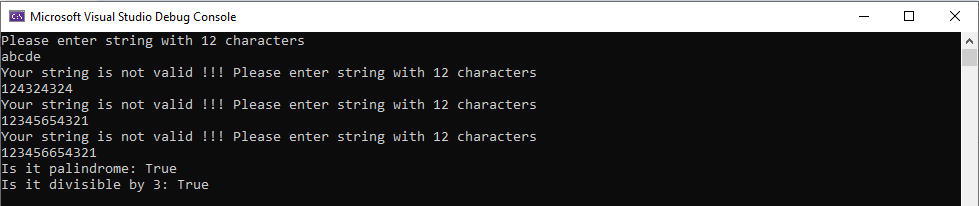 Microsoft Visual Studio Debug Console
Please enter string with 12 characters
abcde
Your string is not valid !!! Please enter string with 12 characters
124324324
Your string is not valid !!! Please enter string with 12 characters
12345654321
Your string is not valid !!! Please enter string with 12 characters
123456654321
Is it palindrome: True
Is it divisible by 3: True